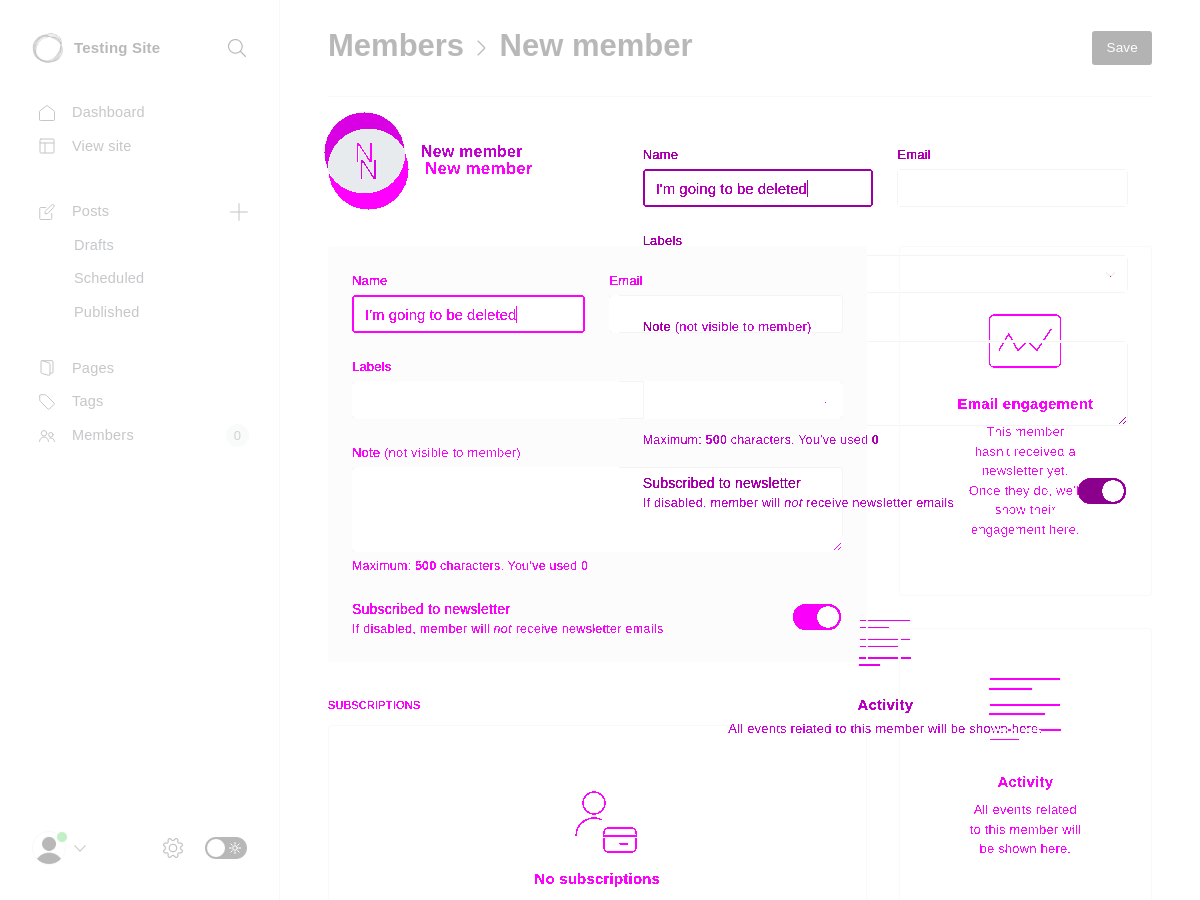 Testing Site
Members > New member
Save
Dashboard
View site
Posts
Drafts
Scheduled
Published
Pages
Tags
Members
0
NN
New member
New member
Name
Email
I'm going to be deleted
Labels
Name
Email
I'm going to be deleted
Note (not visible to member)
Labels
Email engagement
This member
hasn't received a
newsletter yet.
Once they do, we'll
show their
engagement here.
Maximum: 500 characters. You've used 0
Note (not visible to member)
Subscribed to newsletter
If disabled, member will not receive newsletter emails
Maximum: 500 characters. You've used 0
Subscribed to newsletter
If disabled, member will not receive newsletter emails
SUBSCRIPTIONS
Activity
All events related to this member will be shown here.
Activity
All events related
to this member will
be shown here.
No subscriptions